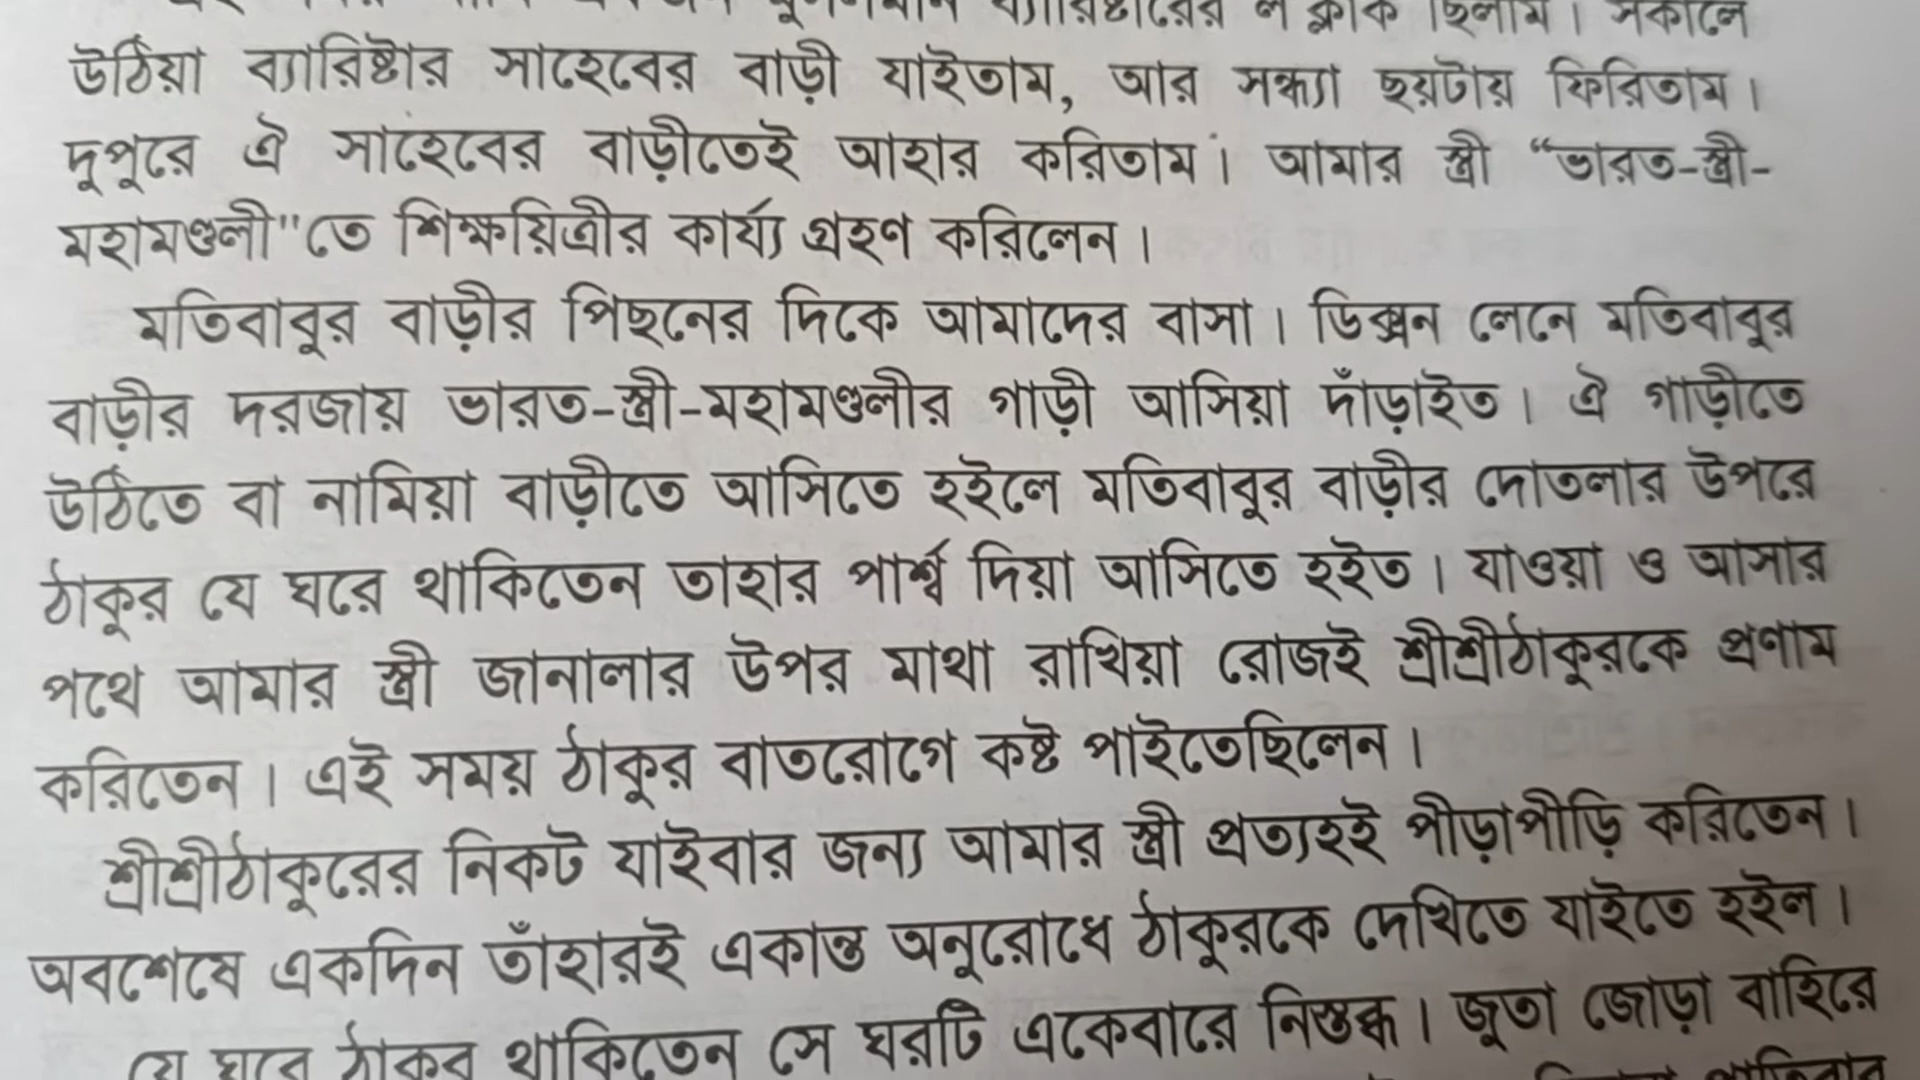 ব্যারিষ্টারের ল ক্লার্ক ছিলাম। সকালে
উঠিয়া ব্যারিষ্টার সাহেবের বাড়ী যাইতাম, আর সন্ধ্যা ছয়টায় ফিরিতাম।
দুপুরে ঐ সাহেবের বাড়ীতেই আহার করিতাম। আমার স্ত্রী “ভারত-স্ত্রী-
মহামণ্ডলী"তে শিক্ষয়িত্রীর কার্য্য গ্রহণ করিলেন।
মতিবাবুর বাড়ীর পিছনের দিকে আমাদের বাসা। ডিক্সন লেনে মতিবাবুর
বাড়ীর দরজায় ভারত-স্ত্রী-মহামণ্ডলীর গাড়ী আসিয়া দাঁড়াইত। ঐ গাড়ীতে
উঠিতে বা নামিয়া বাড়ীতে আসিতে হইলে মতিবাবুর বাড়ীর দোতলার উপরে
ঠাকুর যে ঘরে থাকিতেন তাহার পার্শ্ব দিয়া আসিতে হইত। যাওয়া ও আসার
পথে আমার স্ত্রী জানালার উপর মাথা রাখিয়া রোজই শ্রীশ্রীঠাকুরকে প্রণাম
করিতেন। এই সময় ঠাকুর বাতরোগে কষ্ট পাইতেছিলেন।
শ্রীশ্রীঠাকুরের নিকট যাইবার জন্য আমার স্ত্রী প্রত্যহই পীড়াপীড়ি করিতেন।
অবশেষে একদিন তাঁহারই একান্ত অনুরোধে ঠাকুরকে দেখিতে যাইতে হইল।
যে ঘরে ঠাকুর থাকিতেন সে ঘরটি একেবারে নিস্তব্ধ। জুতা জোড়া বাহিরে